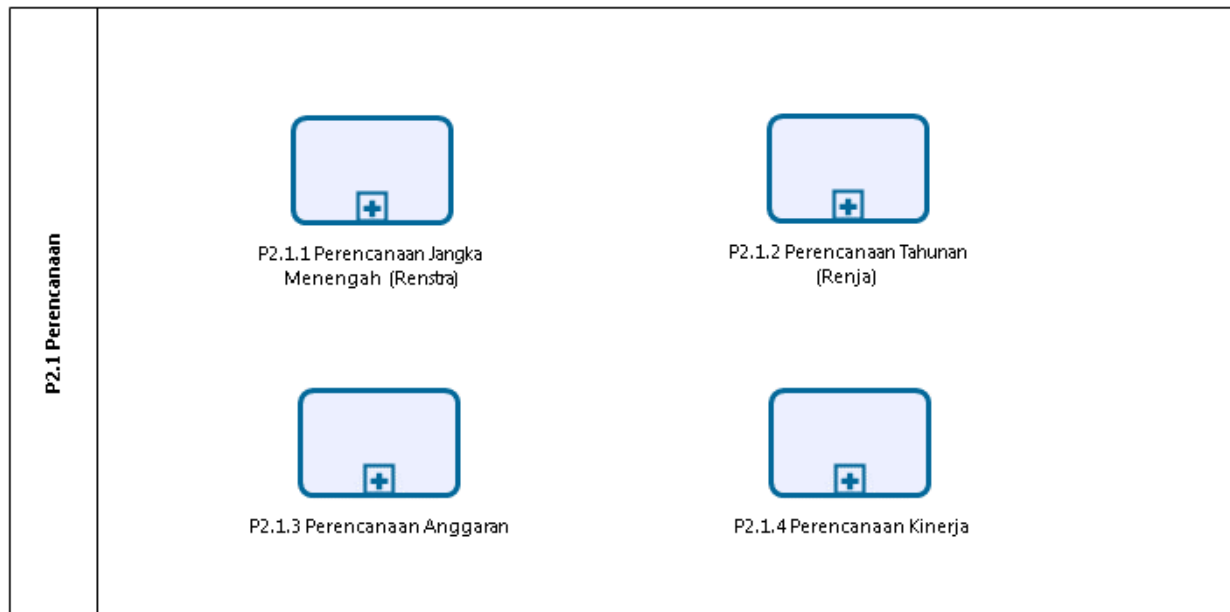 P2.1 Perencanaan
P2.1.1 Perencanaan Jangka
Menengah (Renstra)
P2.1.2 Perencanaan Tahunan
(Renja)
P2.1.3 Perencanaan Anggaran
P2.1.4 Perencanaan Kinerja